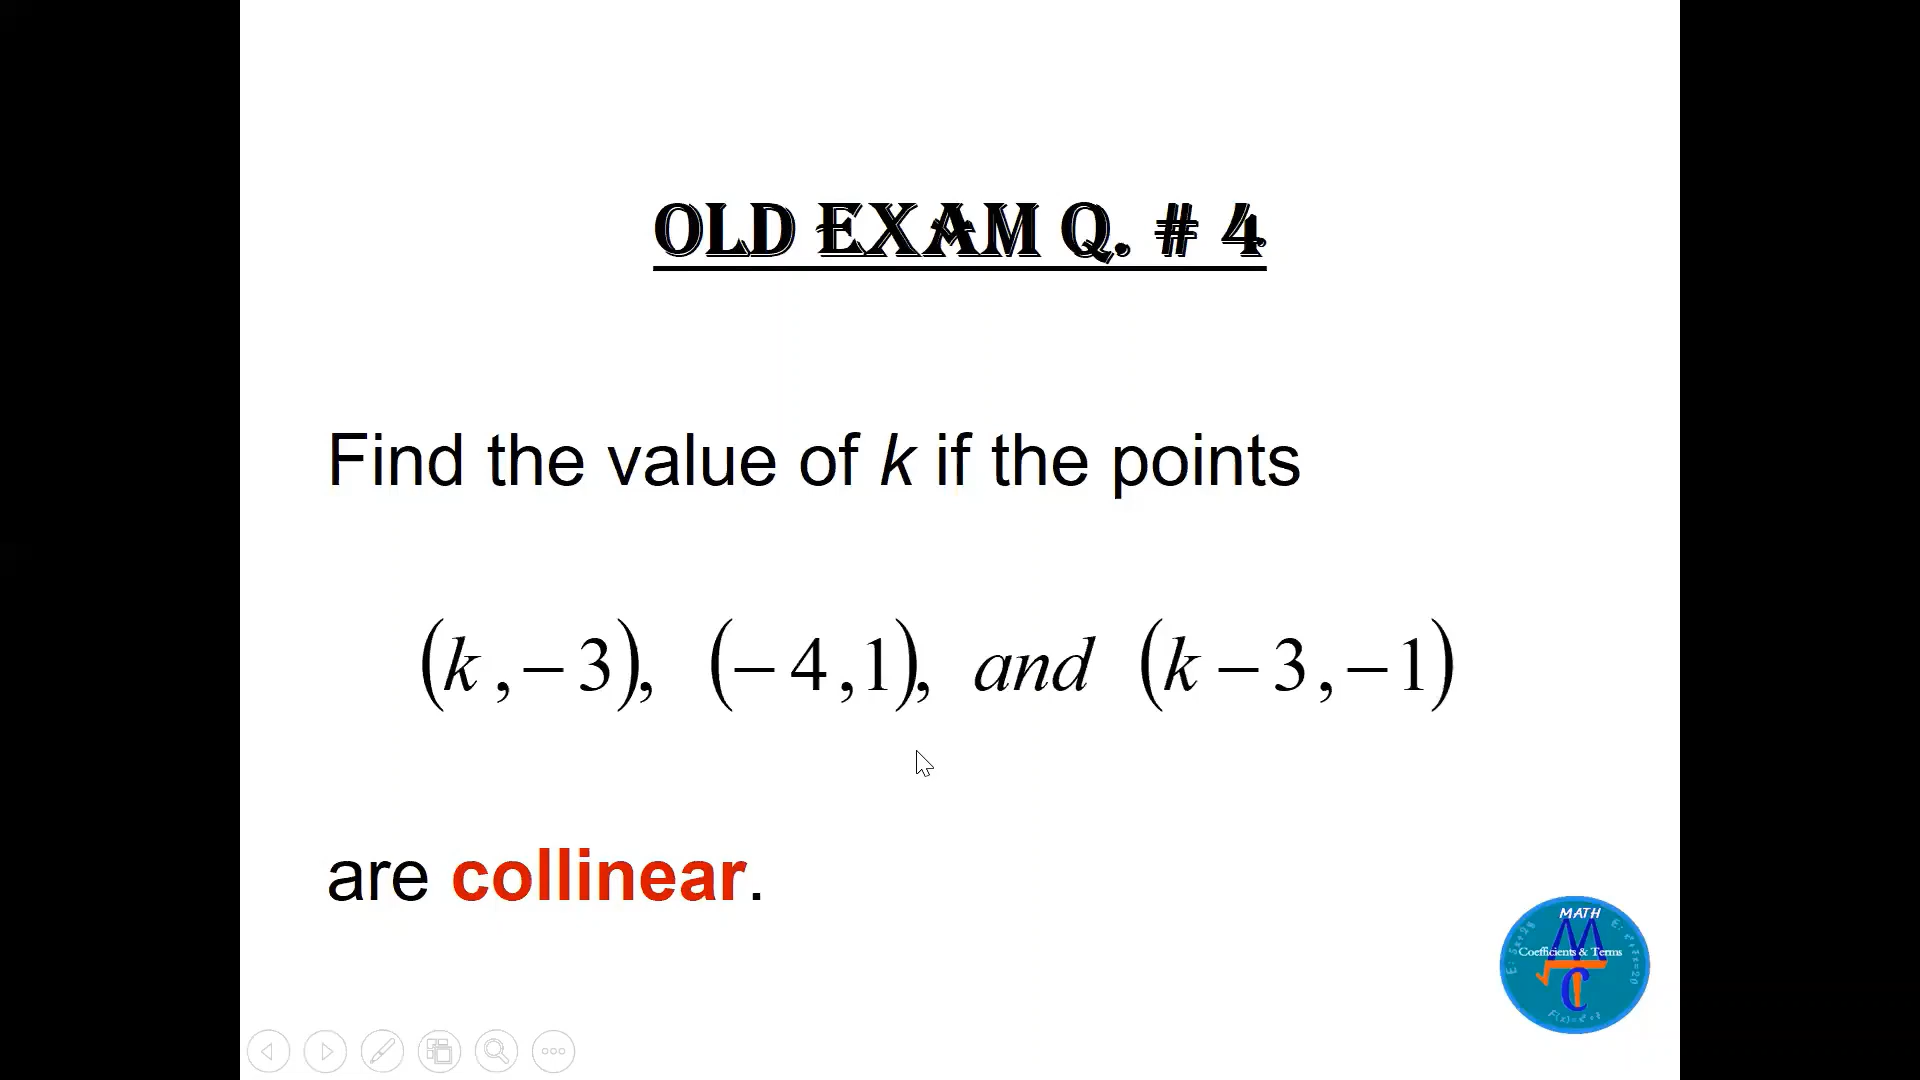 OLD EXAM Q. # 4
Find the value of k if the points
(k, −3), (−4,1), and (k −3, −1)
are collinear.
MATH
Coefficients & Terms